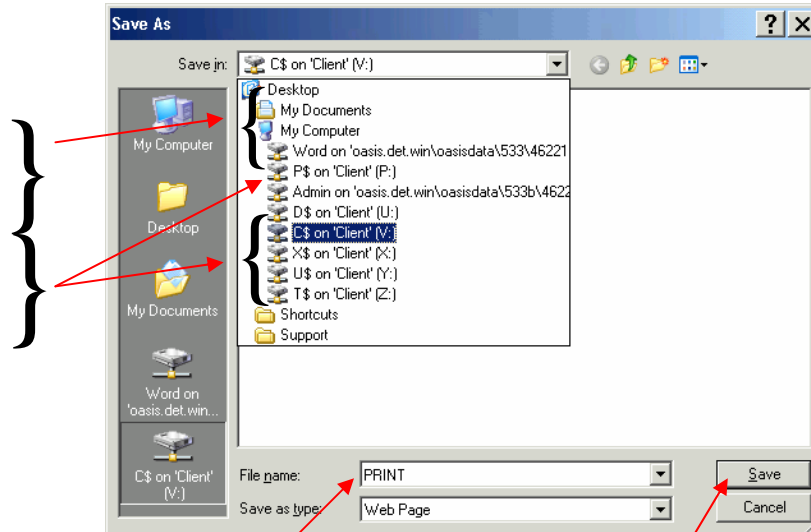 Save As
Save in:
C$ on 'Client' (V:)
Desktop
My Documents
My Computer
Word on 'oasis.det.win\oasisdata\533\46221
P$ on 'Client' (P:)
Admin on 'oasis.det.win\oasisdata\533b\4622
D$ on 'Client' (U:)
C$ on 'Client' (V:)
X$ on 'Client' (X:)
U$ on 'Client' (Y:)
T$ on 'Client' (Z:)
Shortcuts
Support
My Computer
Desktop
My Documents
Word on
'oasis.det.win...
C$ on 'Client'
(V:)
File name:
PRINT
Save
Save as type:
Web Page
Cancel